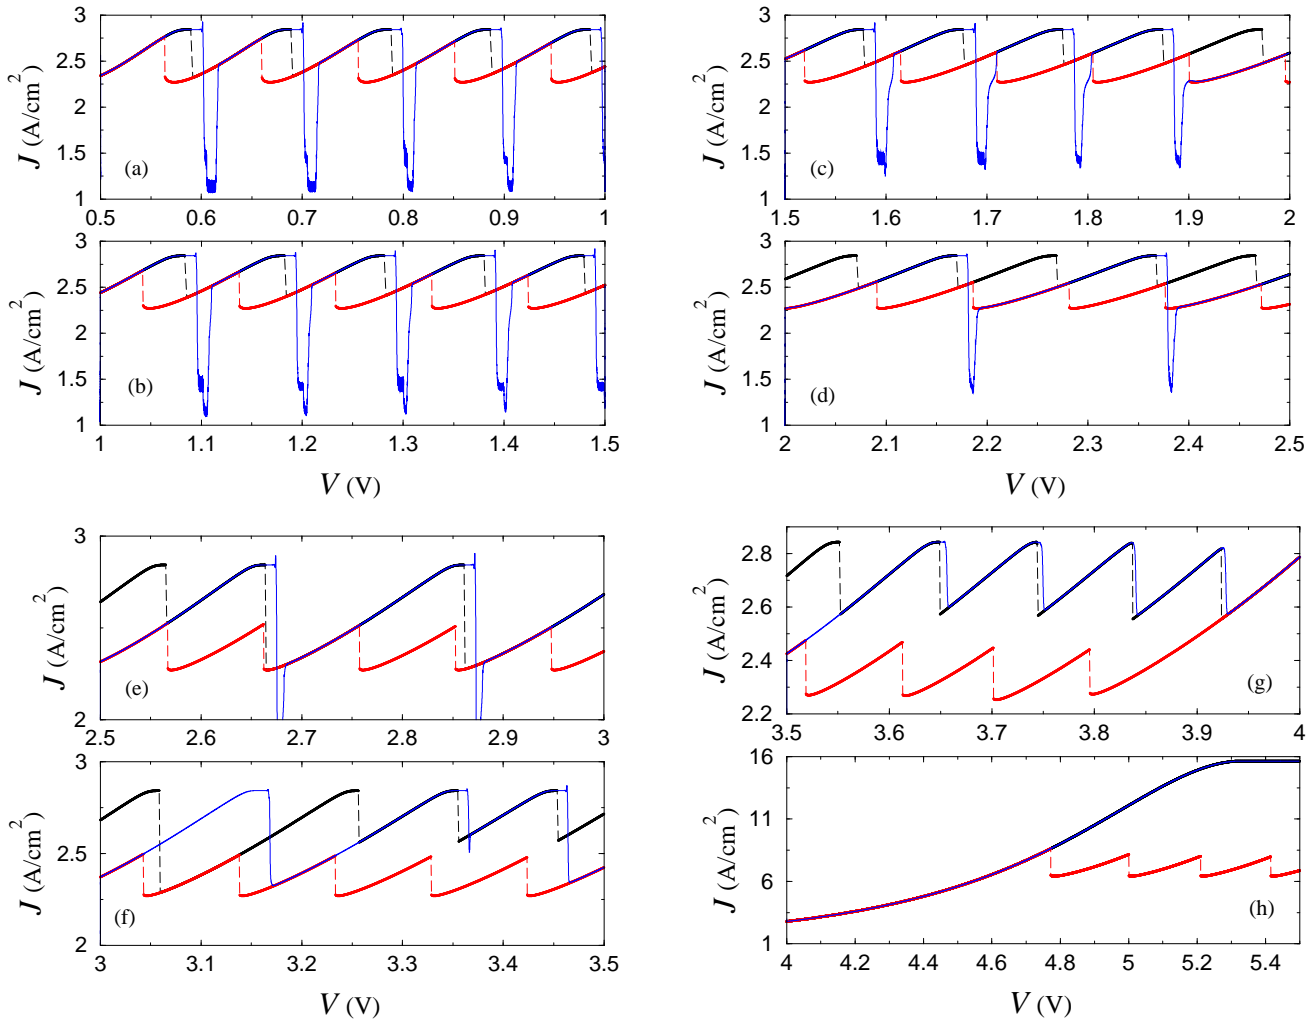 3
2.5
2
1.5
1
J (A/cm²)
(a)
0.5 0.6 0.7 0.8 0.9 1
3
2.5
2
1.5
1
J (A/cm²)
(b)
1 1.1 1.2 1.3 1.4 1.5
V (V)
3
2.5
2
1.5
1
J (A/cm²)
(c)
1.5 1.6 1.7 1.8 1.9 2
3
2.5
2
1.5
1
J (A/cm²)
(d)
2 2.1 2.2 2.3 2.4 2.5
V (V)
3
2.5
2
J (A/cm²)
(e)
2.5 2.6 2.7 2.8 2.9 3
3
2.5
2
J (A/cm²)
(f)
3 3.1 3.2 3.3 3.4 3.5
V (V)
2.8
2.6
2.4
2.2
J (A/cm²)
(g)
3.5 3.6 3.7 3.8 3.9 4
16
11
6
1
J (A/cm²)
(h)
4 4.2 4.4 4.6 4.8 5 5.2 5.4
V (V)